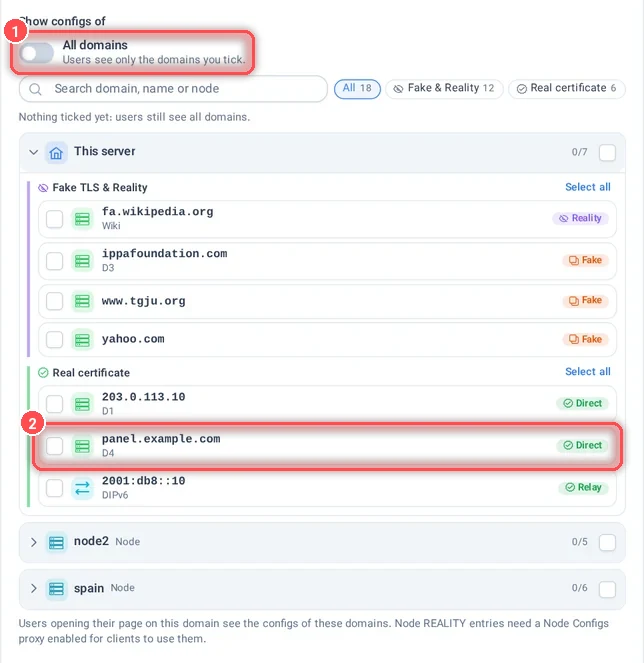 Show configs of
1
All domains
Users see only the domains you tick.
Search domain, name or node
All 18
Fake & Reality 12
Real certificate 6
Nothing ticked yet: users still see all domains.
This server
0/7
Fake TLS & Reality
Select all
fa.wikipedia.org
Wiki
Reality
ippafoundation.com
D3
Fake
www.tgju.org
Fake
yahoo.com
Fake
Real certificate
Select all
203.0.113.10
D1
Direct
2
panel.example.com
D4
Direct
2001:db8::10
DIPv6
Relay
node2 Node
0/5
spain Node
0/6
Users opening their page on this domain see the configs of these domains. Node REALITY entries need a Node Configs
proxy enabled for clients to use them.